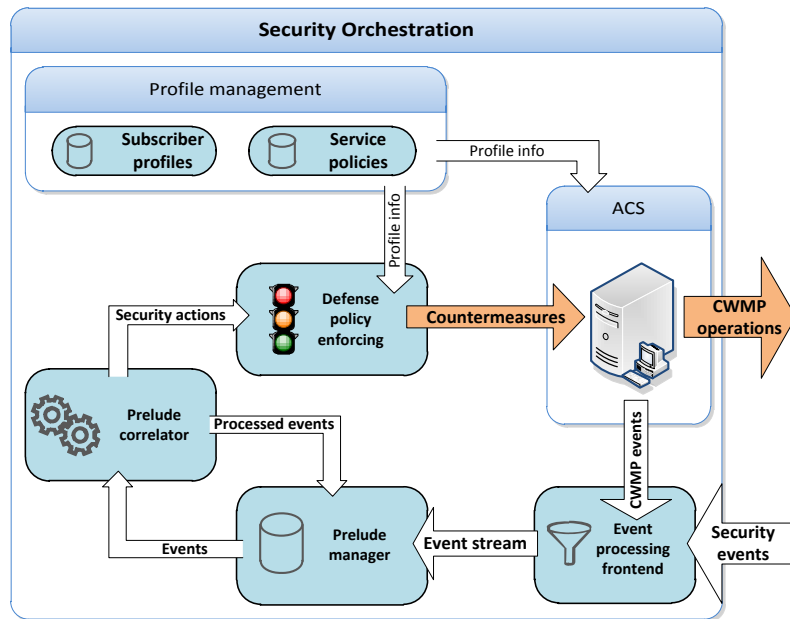 Security Orchestration
Profile management
Subscriber
profiles
Service
policies
Profile info
ACS
Profile info
Defense
policy
enforcing
Security actions
Countermeasures
CWMP
operations
Prelude
correlator
Processed events
CWMP events
Prelude
manager
Events
Event stream
Event
processing
frontend
Security
events